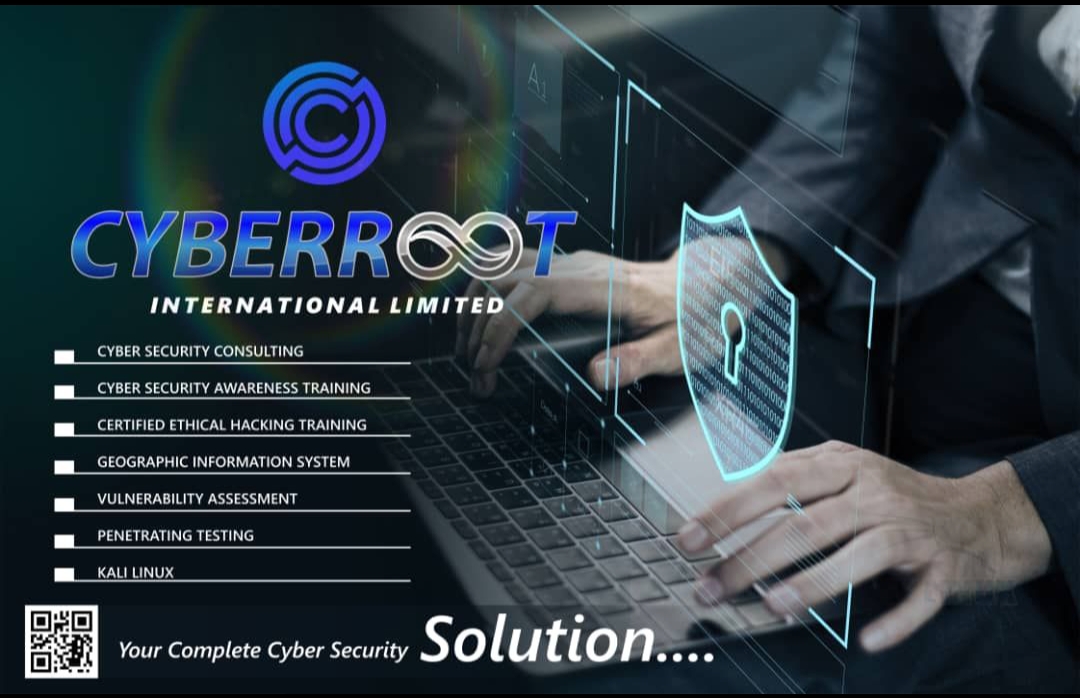 CYBERROOT
INTERNATIONAL LIMITED
CYBER SECURITY CONSULTING
CYBER SECURITY AWARENESS TRAINING
CERTIFIED ETHICAL HACKING TRAINING
GEOGRAPHIC INFORMATION SYSTEM
VULNERABILITY ASSESSMENT
PENETRATING TESTING
KALI LINUX
Your Complete Cyber Security Solution....